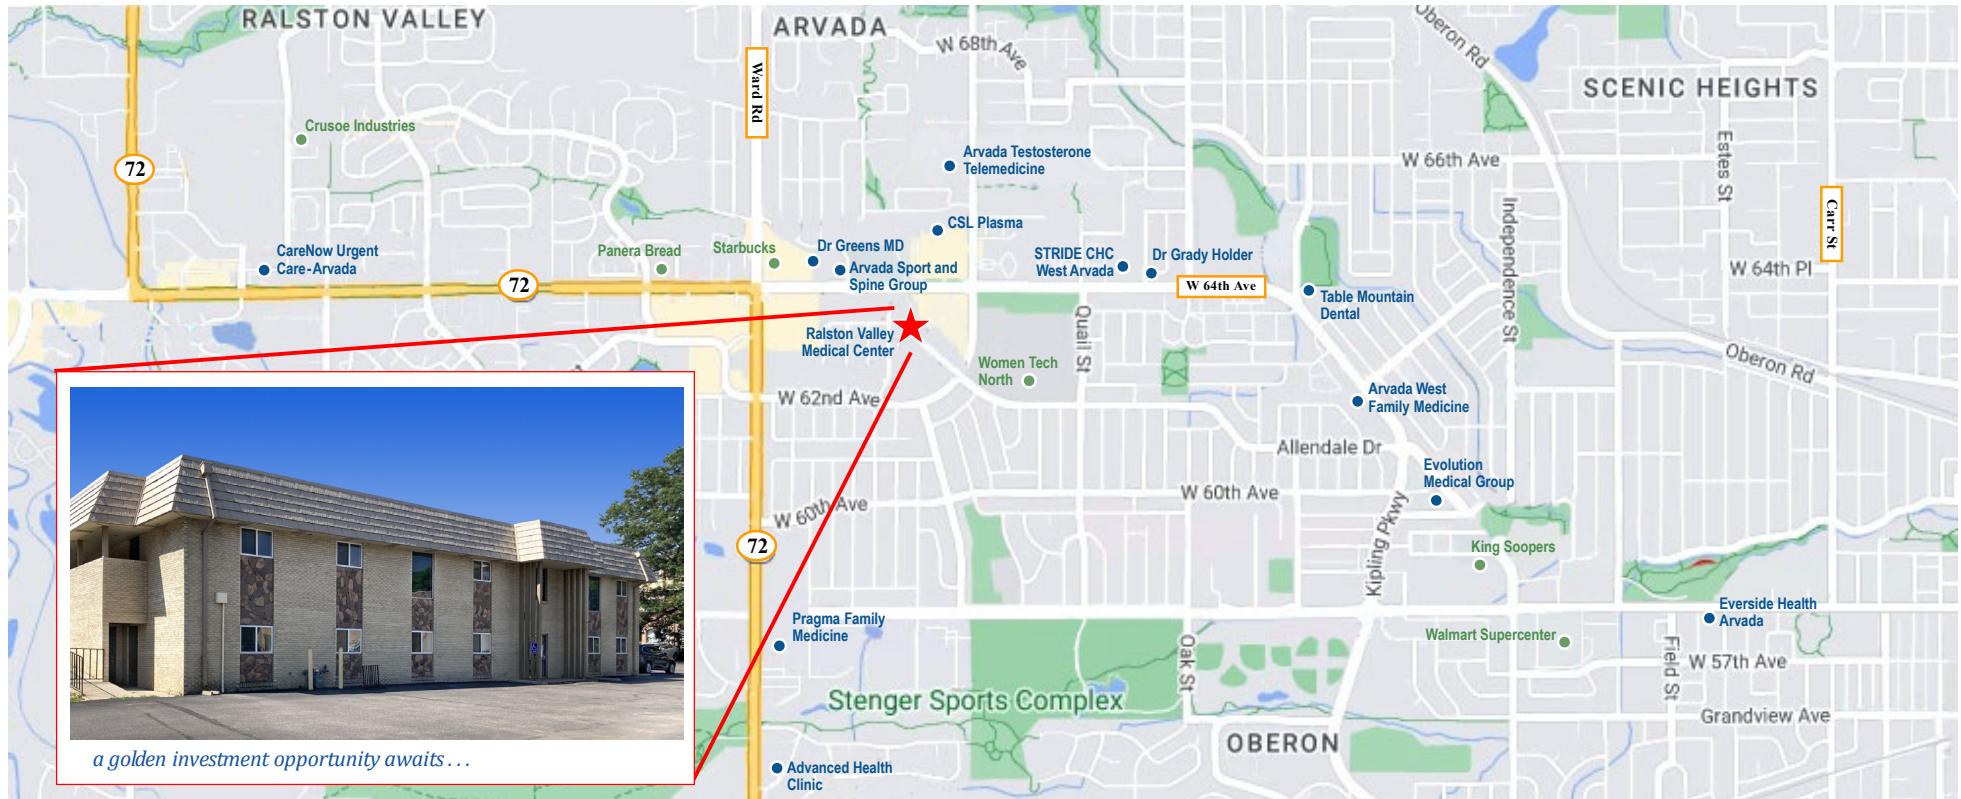 RALSTON VALLEY
ARVADA
W 68th Ave
Oberon Rd
SCENIC HEIGHTS
Ward Rd
Crusoe Industries
72
Arvada Testosterone
Telemedicine
W 66th Ave
Estes St
Independence St
Carr St
CSL Plasma
CareNow Urgent
Care-Arvada
Panera Bread
Starbucks
Dr Greens MD
Arvada Sport and
Spine Group
STRIDE CHC
West Arvada
Dr Grady Holder
W 64th Pl
72
W 64th Ave
Table Mountain
Dental
Ralston Valley
Medical Center
Quail St
Women Tech
North
Oberon Rd
W 62nd Ave
Arvada West
Family Medicine
Allendale Dr
Evolution
Medical Group
W 60th Ave
W 60th Ave
Kipling Pkwy
72
King Soopers
Everside Health
Arvada
Pragma Family
Medicine
Walmart Supercenter
Oak St
Field St
W 57th Ave
Stenger Sports Complex
Grandview Ave
OBERON
a golden investment opportunity awaits . . .
Advanced Health
Clinic